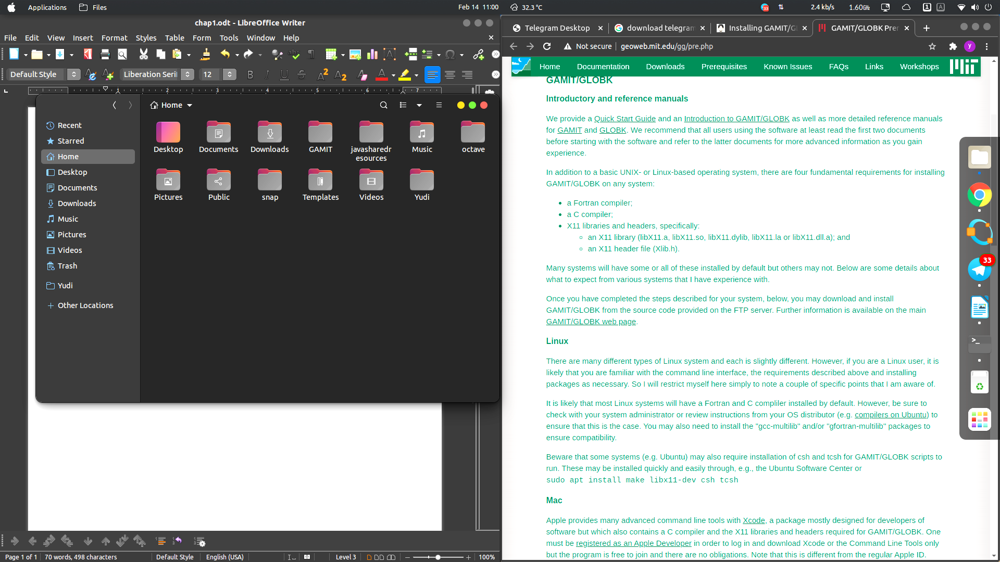 Applications
Files
Feb 14 11:00
32.3 °C
33
2.4 kb/s
1.60GHz
1
A
chap1.odt - LibreOffice Writer
File Edit View Insert Format Styles Table Form Tools Window Help
Default Style
Liberation Seri
12
1 2 3 4 5 6 7
Home
Recent
Starred
Home
Desktop
Documents
Downloads
Music
Pictures
Videos
Trash
Yudi
Other Locations
Desktop
Documents
Downloads
GAMIT
javasharedr
esources
Music
octave
Pictures
Public
snap
Templates
Videos
Yudi
Page 1 of 1
70 words, 498 characters
Default Style
English (USA)
Level 3
100%
Telegram Desktop
download telegram
Installing GAMIT/Gl
GAMIT/GLOBK Prer
Not secure
geoweb.mit.edu/gg/pre.php
y
Home Documentation Downloads Prerequisites Known Issues FAQs Links Workshops
GAMIT/GLOBK
Introductory and reference manuals
We provide a Quick Start Guide and an Introduction to GAMIT/GLOBK as well as more detailed reference manuals
for GAMIT and GLOBK. We recommend that all users using the software at least read the first two documents
before starting with the software and refer to the latter documents for more advanced information as you gain
experience.
In addition to a basic UNIX- or Linux-based operating system, there are four fundamental requirements for installing
GAMIT/GLOBK on any system:
• a Fortran compiler;
• a C compiler;
• X11 libraries and headers, specifically:
◦ an X11 library (libX11.a, libX11.so, libX11.dylib, libX11.la or libX11.dll.a); and
◦ an X11 header file (Xlib.h).
Many systems will have some or all of these installed by default but others may not. Below are some details about
what to expect from various systems that I have experience with.
Once you have completed the steps described for your system, below, you may download and install
GAMIT/GLOBK from the source code provided on the FTP server. Further information is available on the main
GAMIT/GLOBK web page.
Linux
There are many different types of Linux system and each is slightly different. However, if you are a Linux user, it is
likely that you are familiar with the command line interface, the requirements described above and installing
packages as necessary. So I will restrict myself here simply to note a couple of specific points that I am aware of.
It is likely that most Linux systems will have a Fortran and C compliler installed by default. However, be sure to
check with your system administrator or review instructions from your OS distributor (e.g. compilers on Ubuntu) to
ensure that this is the case. You may also need to install the "gcc-multilib" and/or "gfortran-multilib" packages to
ensure compatibility.
Beware that some systems (e.g. Ubuntu) may also require installation of csh and tcsh for GAMIT/GLOBK scripts to
run. These may be installed quickly and easily through, e.g., the Ubuntu Software Center or
sudo apt install make libx11-dev csh tcsh
Mac
Apple provides many advanced command line tools with Xcode, a package mostly designed for developers of
software but which also contains a C compiler and the X11 libraries and headers required for GAMIT/GLOBK. One
must be registered as an Apple Developer in order to log in and download Xcode or the Command Line Tools only
but the program is free to join and there are no obligations. Note that this is different from the regular Apple ID.
33
>_